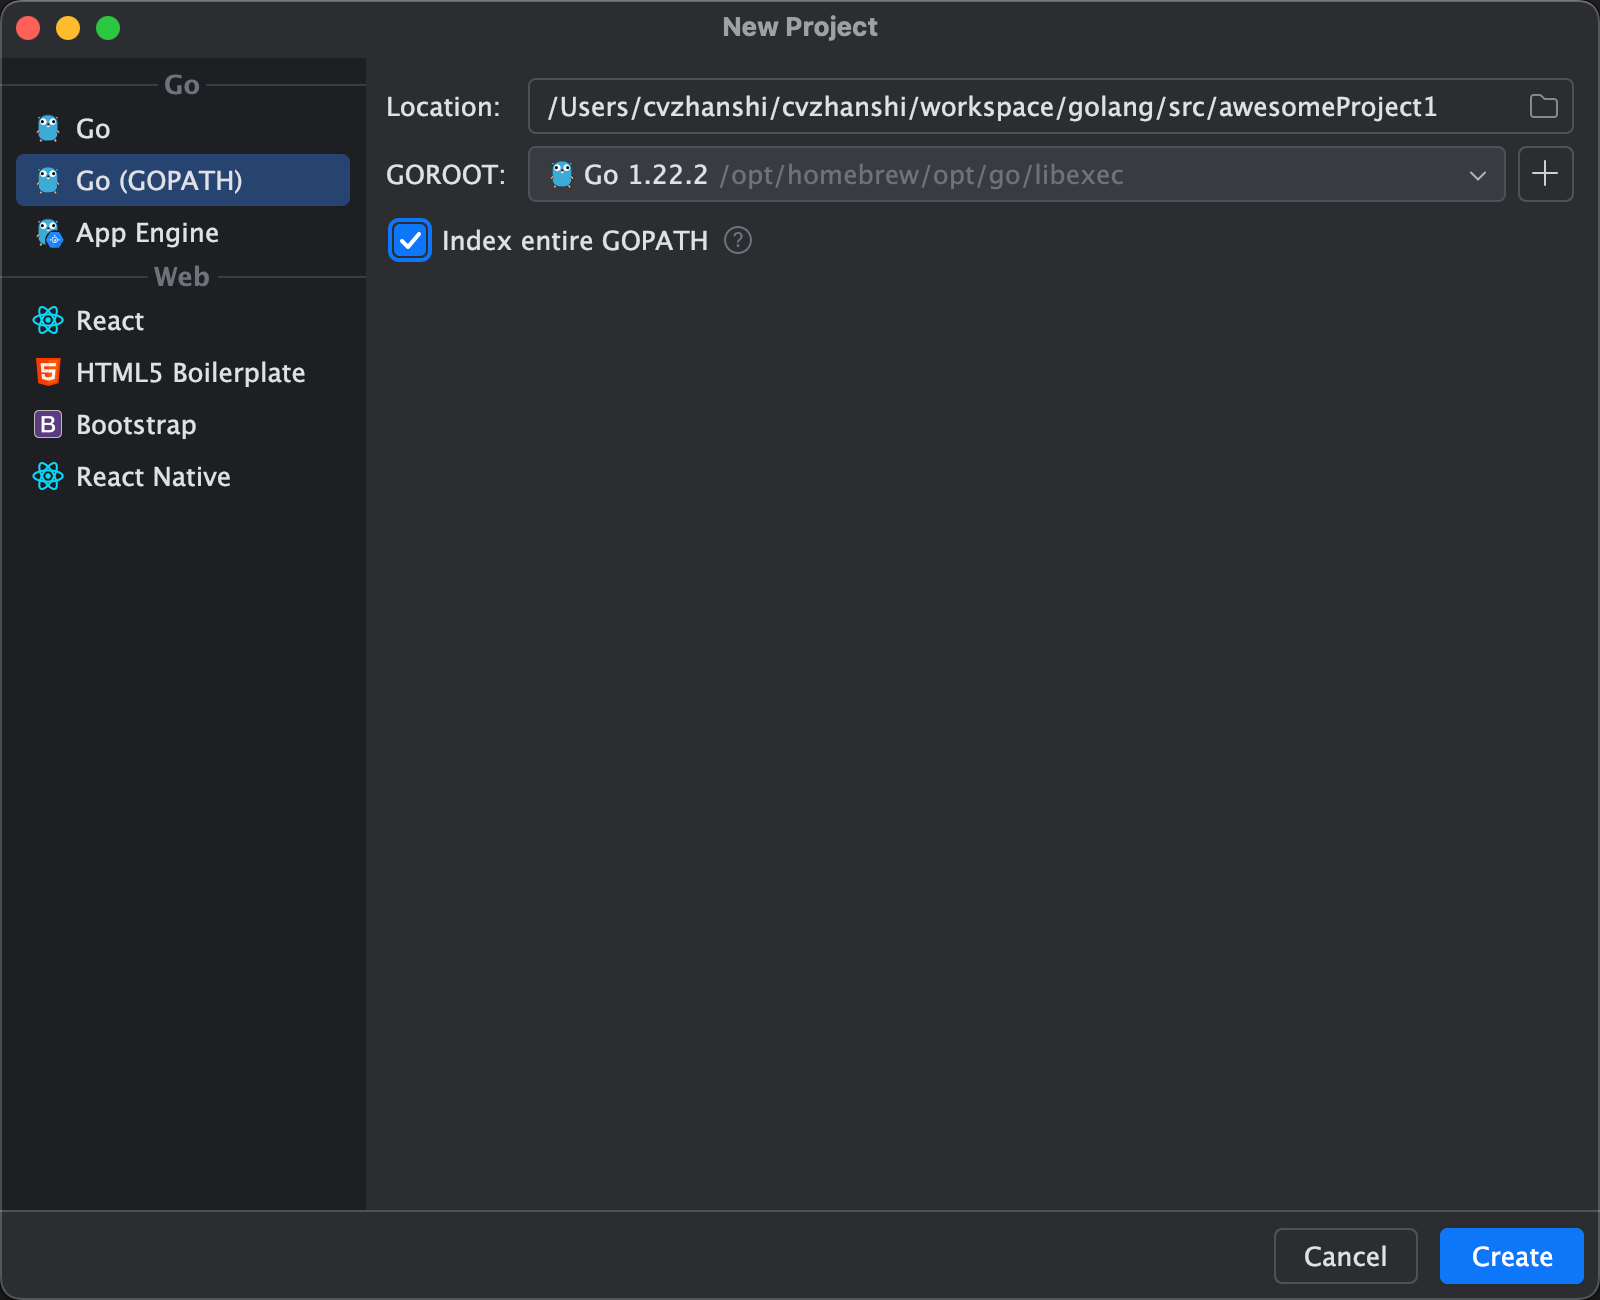 New Project
Go
Go
Go (GOPATH)
App Engine
Web
React
HTML5 Boilerplate
Bootstrap
React Native
Location: /Users/cvzhanshi/cvzhanshi/workspace/golang/src/awesomeProject1
GOROOT: Go 1.22.2 /opt/homebrew/opt/go/libexec
Index entire GOPATH ?
Cancel Create